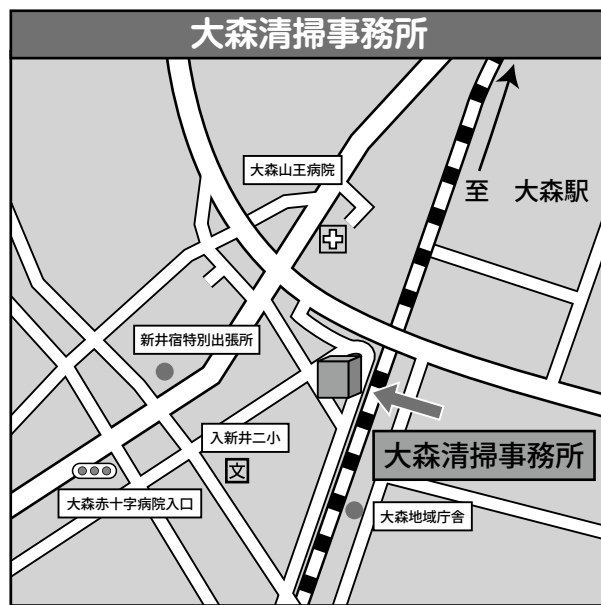 大森清掃事務所
大森山王病院
至 大森駅
新井宿特別出張所
入新井二小
文
大森清掃事務所
大森赤十字病院入口
大森地域庁舎